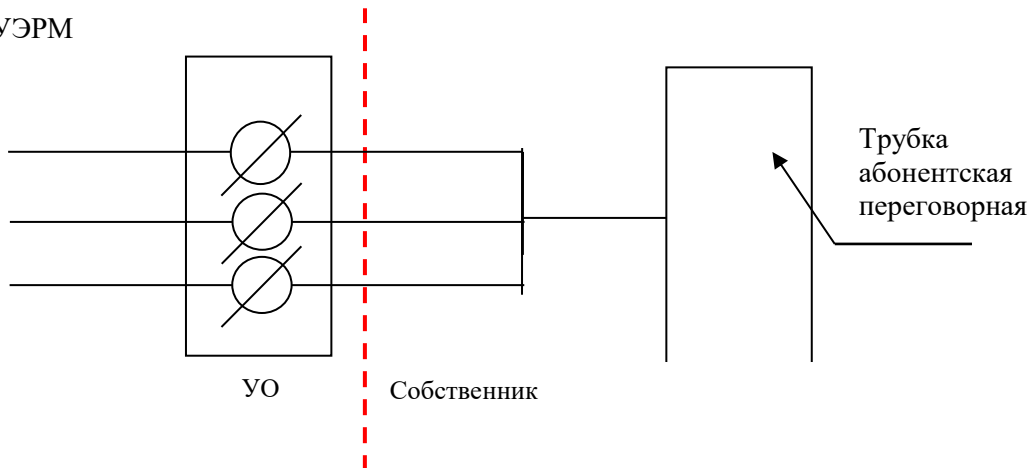 УЭРМ
Трубка
абонентская
переговорная
УО
Собственник